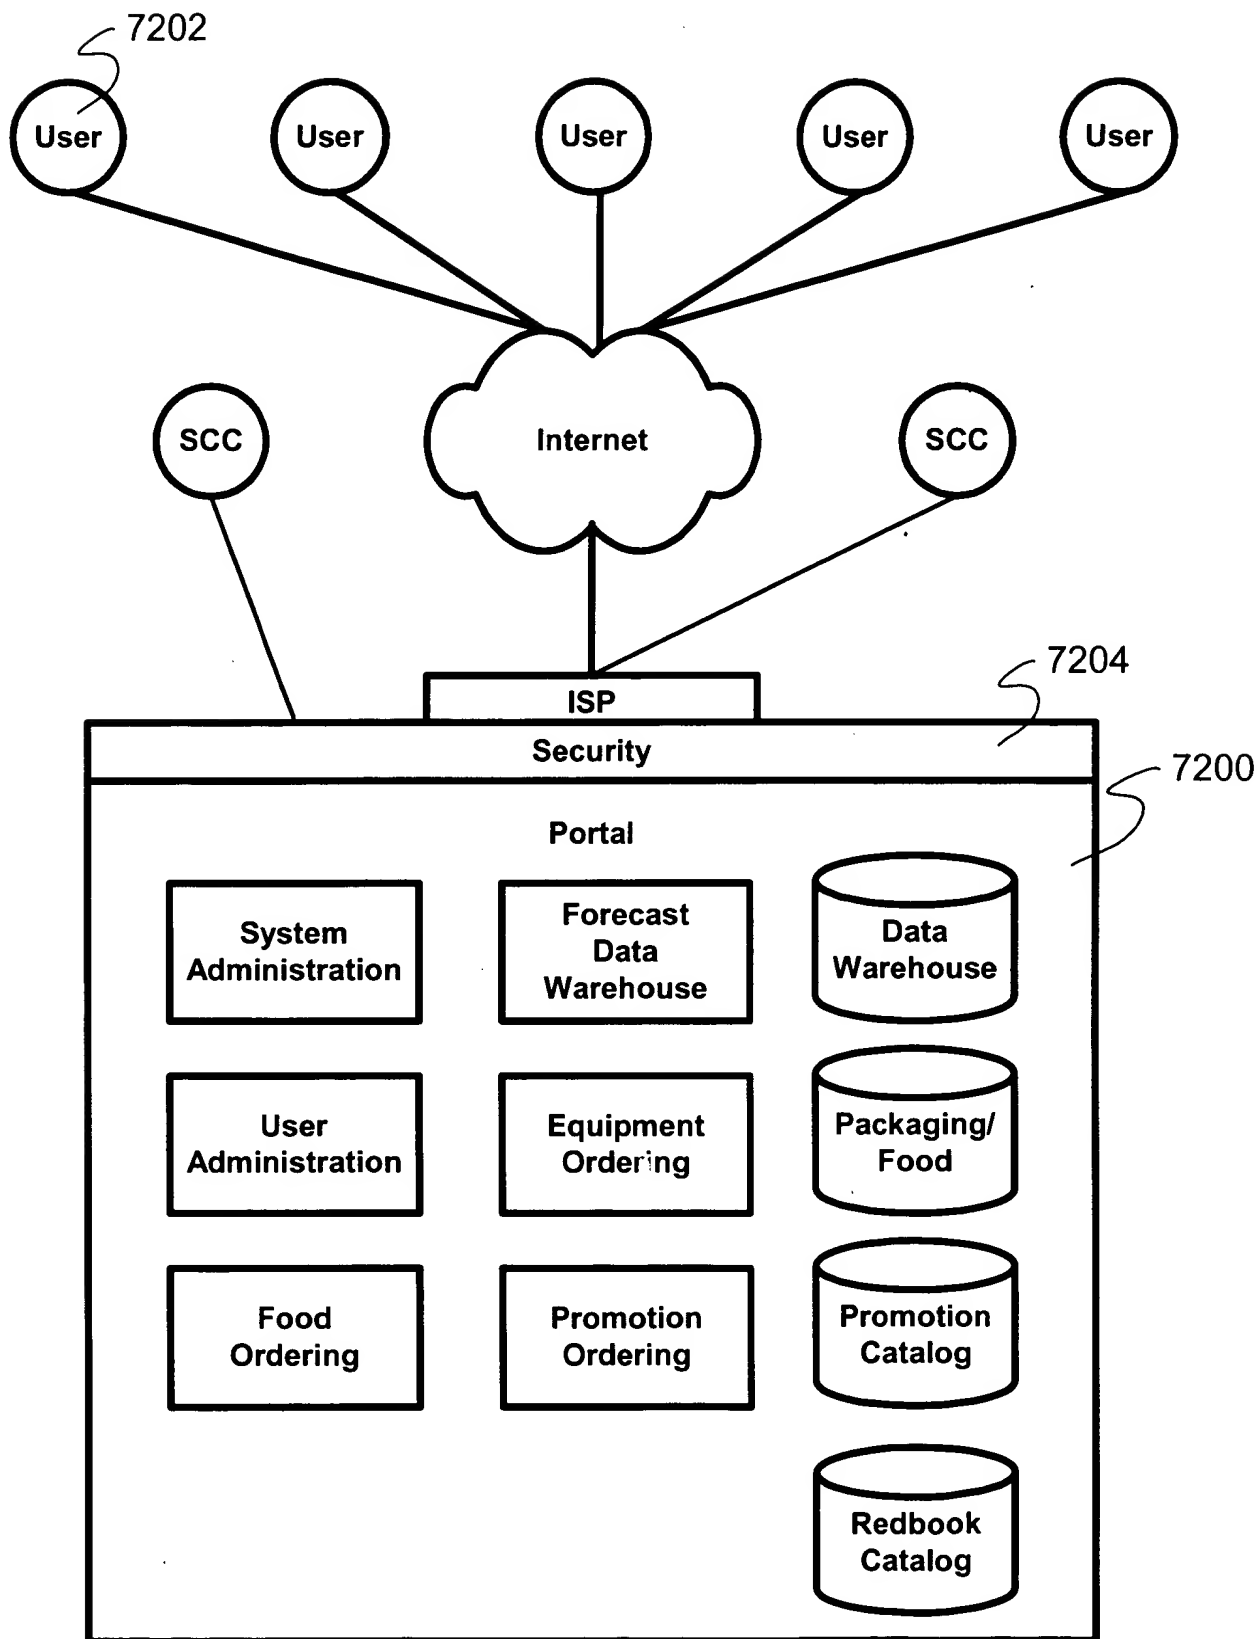 7202
User
User
User
User
User
SCC
Internet
SCC
7204
ISP
Security
7200
Portal
System
Administration
Forecast
Data
Warehouse
Data
Warehouse
User
Administration
Equipment
Ordering
Packaging/
Food
Food
Ordering
Promotion
Ordering
Promotion
Catalog
Redbook
Catalog